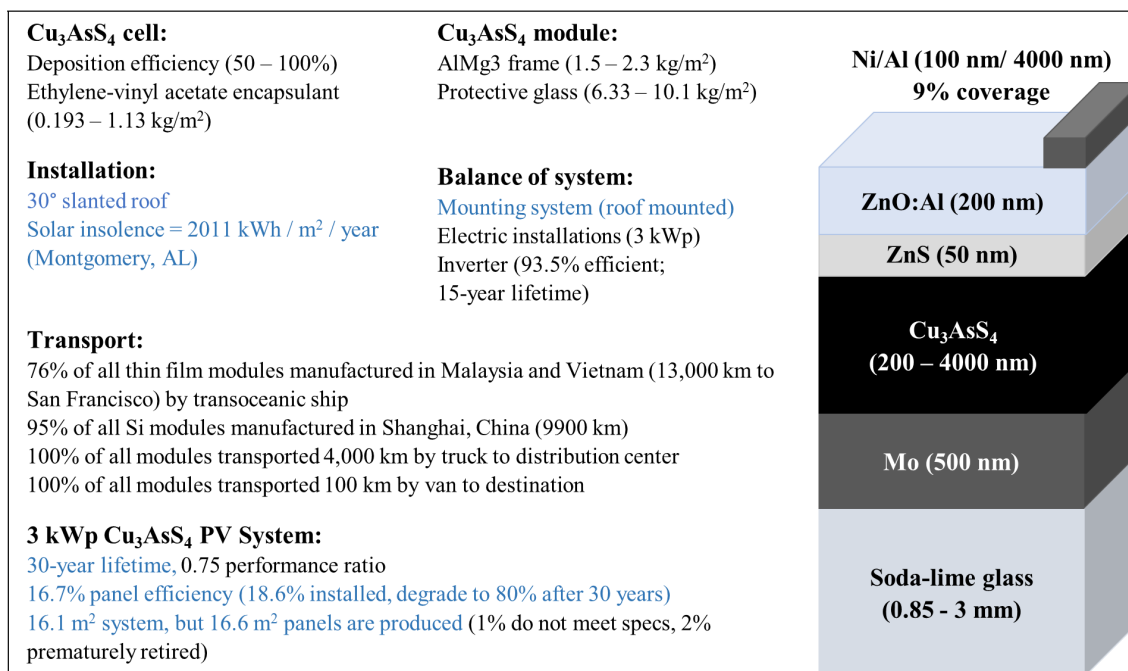 Cu₃AsS₄ cell:
Deposition efficiency (50 – 100%)
Ethylene-vinyl acetate encapsulant
(0.193 – 1.13 kg/m²)
Cu₃AsS₄ module:
AlMg3 frame (1.5 – 2.3 kg/m²)
Protective glass (6.33 – 10.1 kg/m²)
Installation:
30° slanted roof
Solar insolence = 2011 kWh / m² / year
(Montgomery, AL)
Balance of system:
Mounting system (roof mounted)
Electric installations (3 kWp)
Inverter (93.5% efficient;
15-year lifetime)
Transport:
76% of all thin film modules manufactured in Malaysia and Vietnam (13,000 km to
San Francisco) by transoceanic ship
95% of all Si modules manufactured in Shanghai, China (9900 km)
100% of all modules transported 4,000 km by truck to distribution center
100% of all modules transported 100 km by van to destination
3 kWp Cu₃AsS₄ PV System:
30-year lifetime, 0.75 performance ratio
16.7% panel efficiency (18.6% installed, degrade to 80% after 30 years)
16.1 m² system, but 16.6 m² panels are produced (1% do not meet specs, 2%
prematurely retired)
Ni/Al (100 nm/ 4000 nm)
9% coverage
ZnO:Al (200 nm)
ZnS (50 nm)
Cu₃AsS₄
(200 – 4000 nm)
Mo (500 nm)
Soda-lime glass
(0.85 - 3 mm)